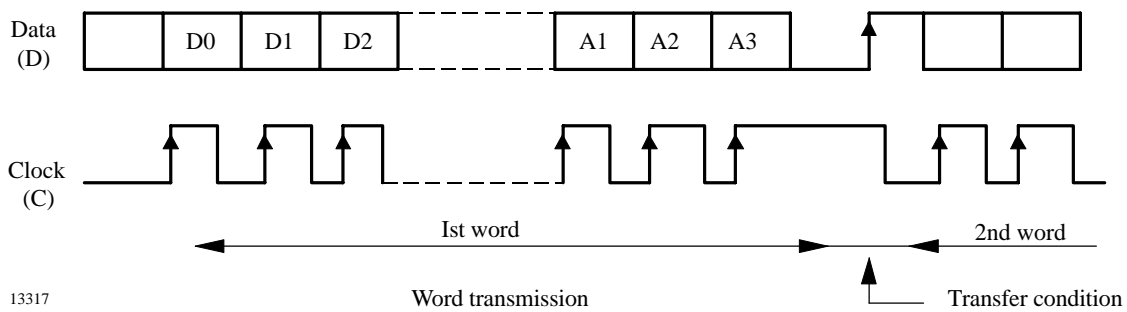 Data
(D)
D0 D1 D2 A1 A2 A3
Clock
(C)
Ist word
2nd word
13317
Word transmission
Transfer condition